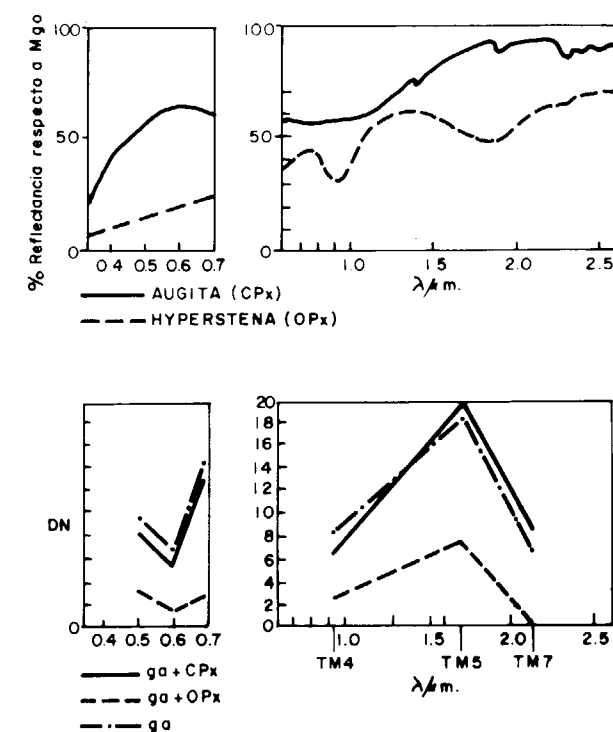 % Reflectancia respecto a Mgo
100
50
0
0.4 0.5 0.6 0.7
100
50
0
1.0 1.5 2.0 2.5
λ/μm.
AUGITA (CPx)
HYPERSTENA (OPx)
DN
0
0.4 0.5 0.6 0.7
20
18
16
14
12
10
8
6
4
2
0
1.0 1.5 2.0 2.5
TM4 TM5 TM7
λ/μm.
ga+CPx
ga+OPx
ga